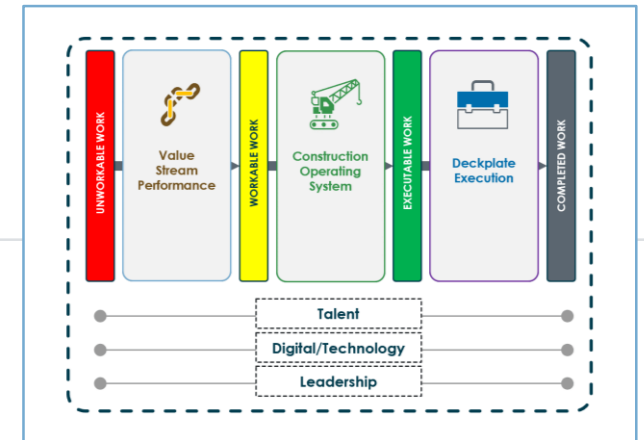 UNWORKABLE WORK
Value
Stream
Performance
WORKABLE WORK
Construction
Operating
System
EXECUTABLE WORK
Deckplate
Execution
COMPLETED WORK
Talent
Digital/Technology
Leadership